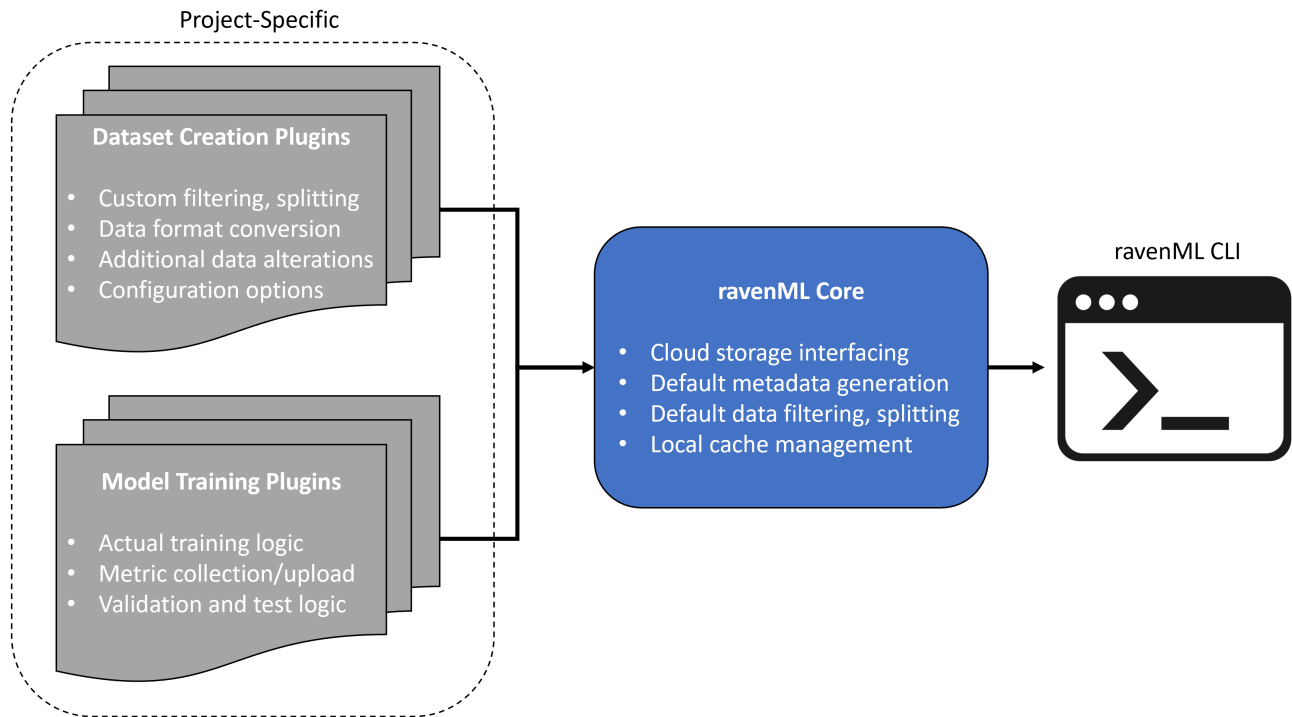 Project-Specific
Dataset Creation Plugins
• Custom filtering, splitting
• Data format conversion
• Additional data alterations
• Configuration options
Model Training Plugins
• Actual training logic
• Metric collection/upload
• Validation and test logic
ravenML Core
• Cloud storage interfacing
• Default metadata generation
• Default data filtering, splitting
• Local cache management
ravenML CLI
>_